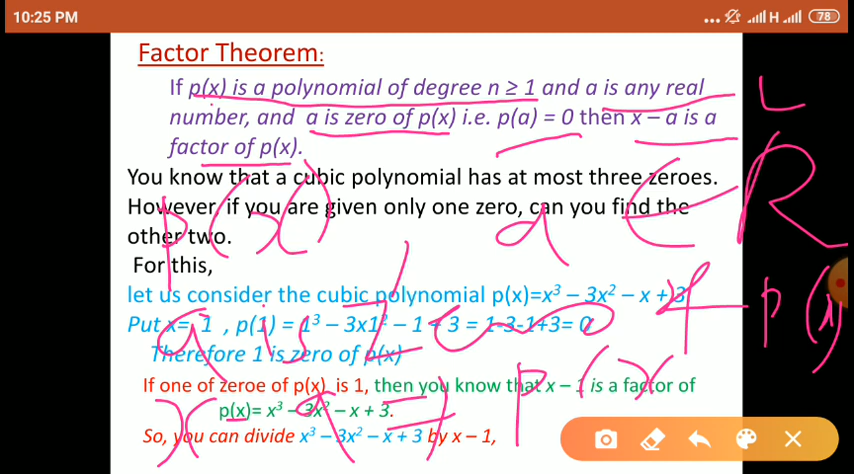 10:25 PM
H
78
Factor Theorem:
If p(x) is a polynomial of degree n ≥ 1 and a is any real
number, and a is zero of p(x) i.e. p(a) = 0 then x – a is a
factor of p(x).
You know that a cubic polynomial has at most three zeroes.
However, if you are given only one zero, can you find the
other two.
For this,
let us consider the cubic polynomial p(x)=x³ – 3x² – x + 3
Put x= 1 , p(1) = 1³ – 3x1² – 1 + 3 = 1-3-1+3= 0
Therefore 1 is zero of p(x)
If one of zeroe of p(x) is 1, then you know that x – 1 is a factor of
p(x)= x³ – 3x² – x + 3.
So, you can divide x³ – 3x² – x + 3 by x – 1,
p(x) a ∈ R
a is zero of p(x)
x - a